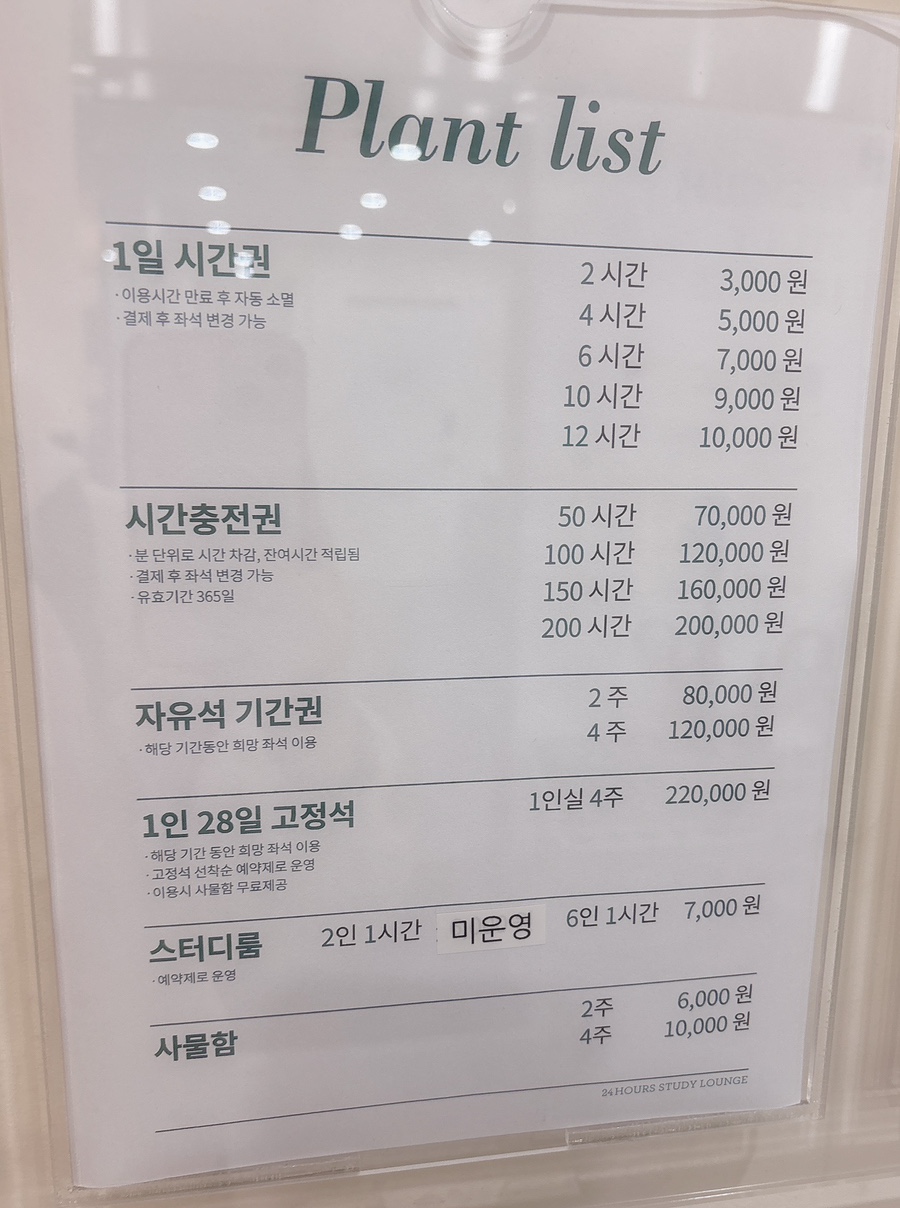 Plant list
1일 시간권
· 이용시간 만료 후 자동 소멸
· 결제 후 좌석 변경 가능
2 시간 3,000 원
4 시간 5,000 원
6 시간 7,000 원
10 시간 9,000 원
12 시간 10,000 원
시간충전권
· 분 단위로 시간 차감, 잔여시간 적립됨
· 결제 후 좌석 변경 가능
· 유효기간 365일
50 시간 70,000 원
100 시간 120,000 원
150 시간 160,000 원
200 시간 200,000 원
자유석 기간권
· 해당 기간동안 희망 좌석 이용
2 주 80,000 원
4 주 120,000 원
1인 28일 고정석
· 해당 기간 동안 희망 좌석 이용
· 고정석 선착순 예약제로 운영
· 이용시 사물함 무료제공
1인실 4주 220,000 원
스터디룸 2인 1시간 미운영 6인 1시간 7,000 원
· 예약제로 운영
사물함
2주 6,000 원
4주 10,000 원
24HOURS STUDY LOUNGE